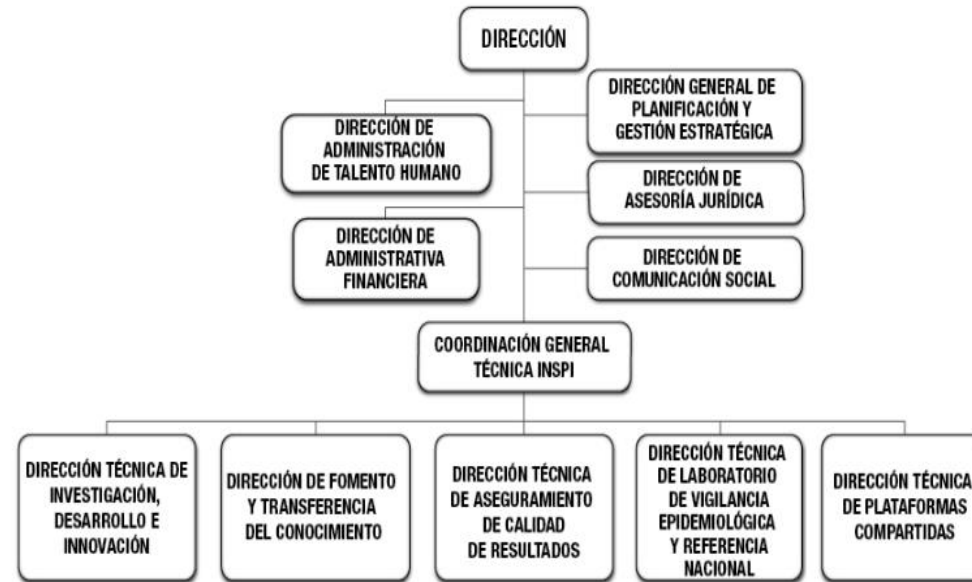 DIRECCIÓN
DIRECCIÓN GENERAL DE
PLANIFICACIÓN Y
GESTIÓN ESTRATÉGICA
DIRECCIÓN DE
ADMINISTRACIÓN
DE TALENTO HUMANO
DIRECCIÓN DE
ASESORÍA JURÍDICA
DIRECCIÓN DE
ADMINISTRATIVA
FINANCIERA
DIRECCIÓN DE
COMUNICACIÓN SOCIAL
COORDINACIÓN GENERAL
TÉCNICA INSPI
DIRECCIÓN TÉCNICA DE
INVESTIGACIÓN,
DESARROLLO E
INNOVACIÓN
DIRECCIÓN DE FOMENTO
Y TRANSFERENCIA
DEL CONOCIMIENTO
DIRECCIÓN TÉCNICA
DE ASEGURAMIENTO
DE CALIDAD
DE RESULTADOS
DIRECCIÓN TÉCNICA
DE LABORATORIO
DE VIGILANCIA
EPIDEMIOLÓGICA
Y REFERENCIA
NACIONAL
DIRECCIÓN TÉCNICA
DE PLATAFORMAS
COMPARTIDAS